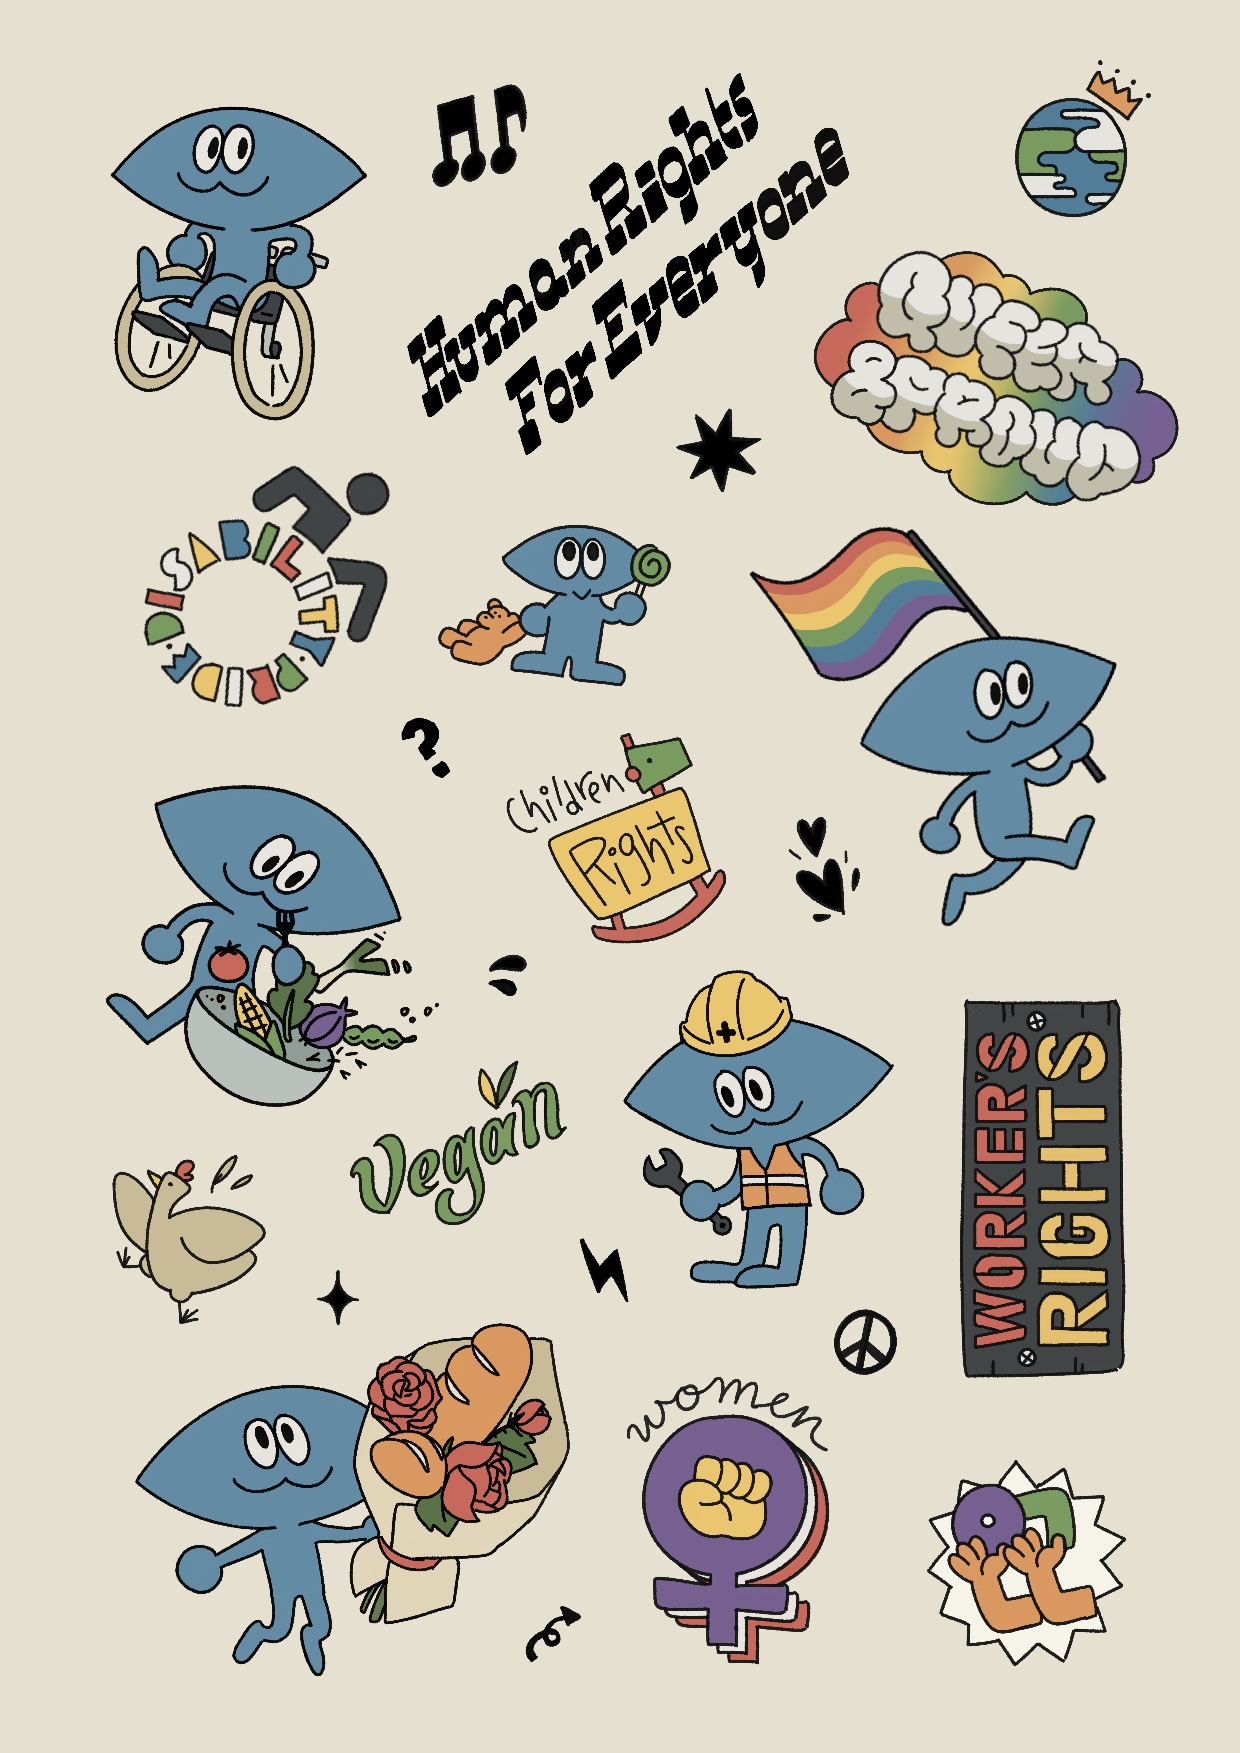 Human Rights
For Everyone
QUEER
& PROUD
DISABILITY · PRIDE ·
Children
Rights
Vegan
WORKER'S
RIGHTS
women